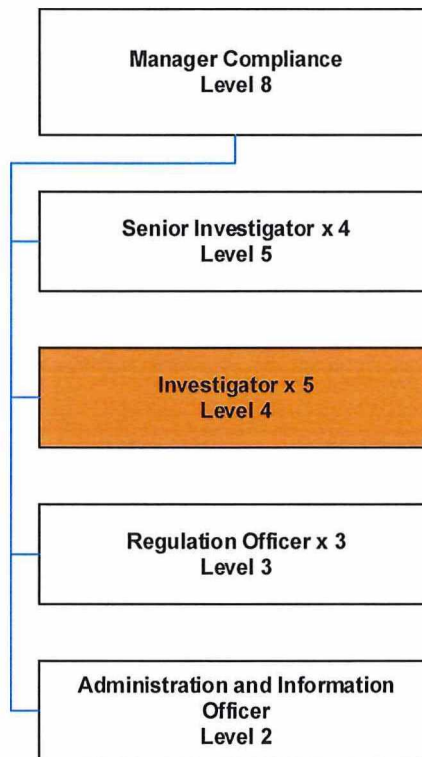 Manager Compliance
Level 8
Senior Investigator x 4
Level 5
Investigator x 5
Level 4
Regulation Officer x 3
Level 3
Administration and Information
Officer
Level 2